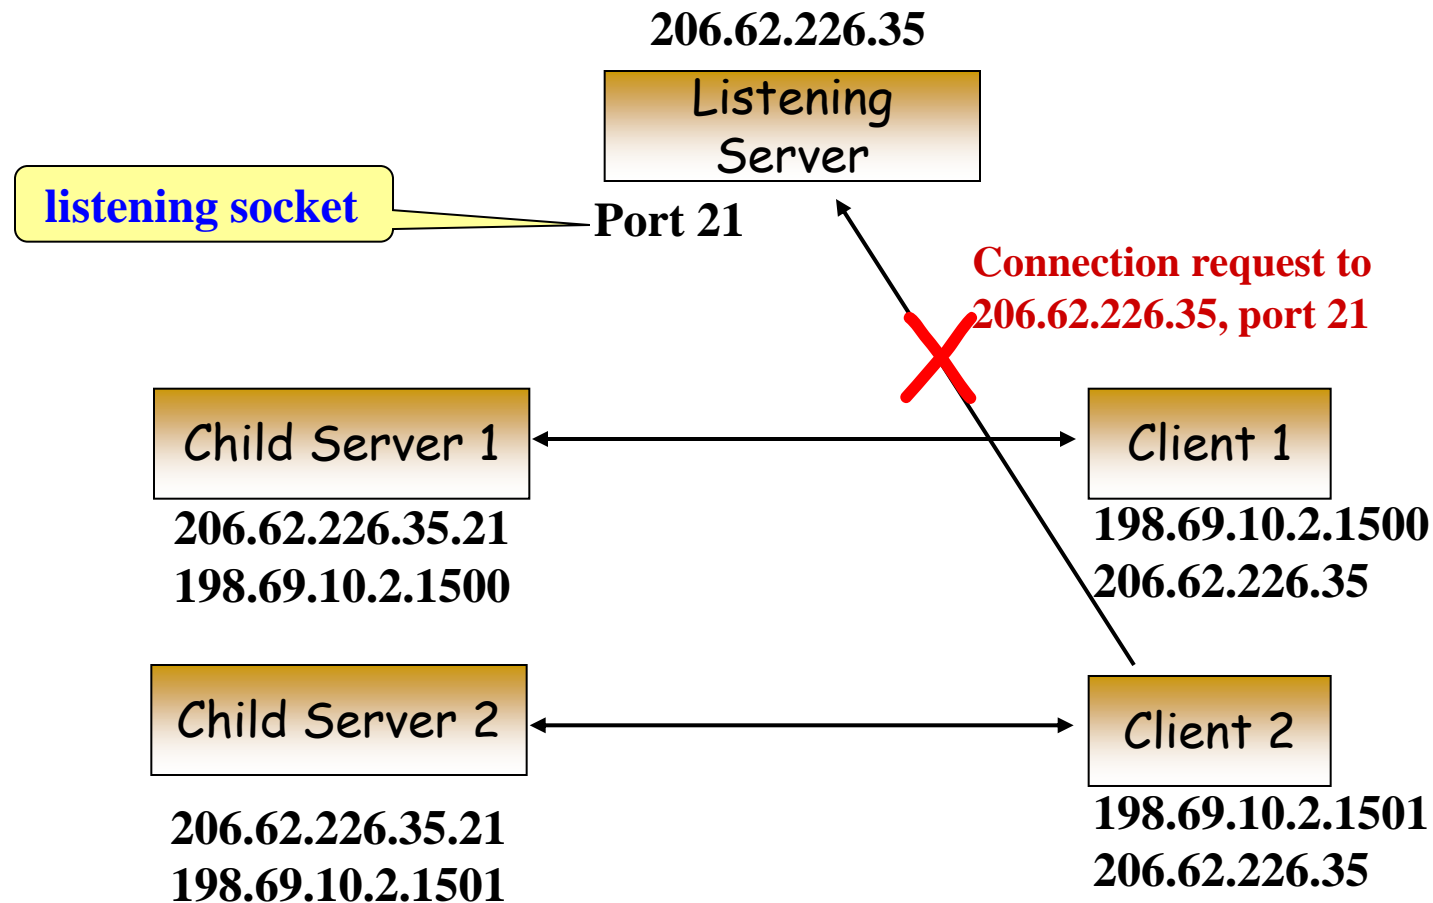 206.62.226.35
Listening
Server
listening socket
Port 21
Connection request to
206.62.226.35, port 21
Child Server 1
Client 1
206.62.226.35.21
198.69.10.2.1500
198.69.10.2.1500
206.62.226.35
Child Server 2
Client 2
206.62.226.35.21
198.69.10.2.1501
198.69.10.2.1501
206.62.226.35